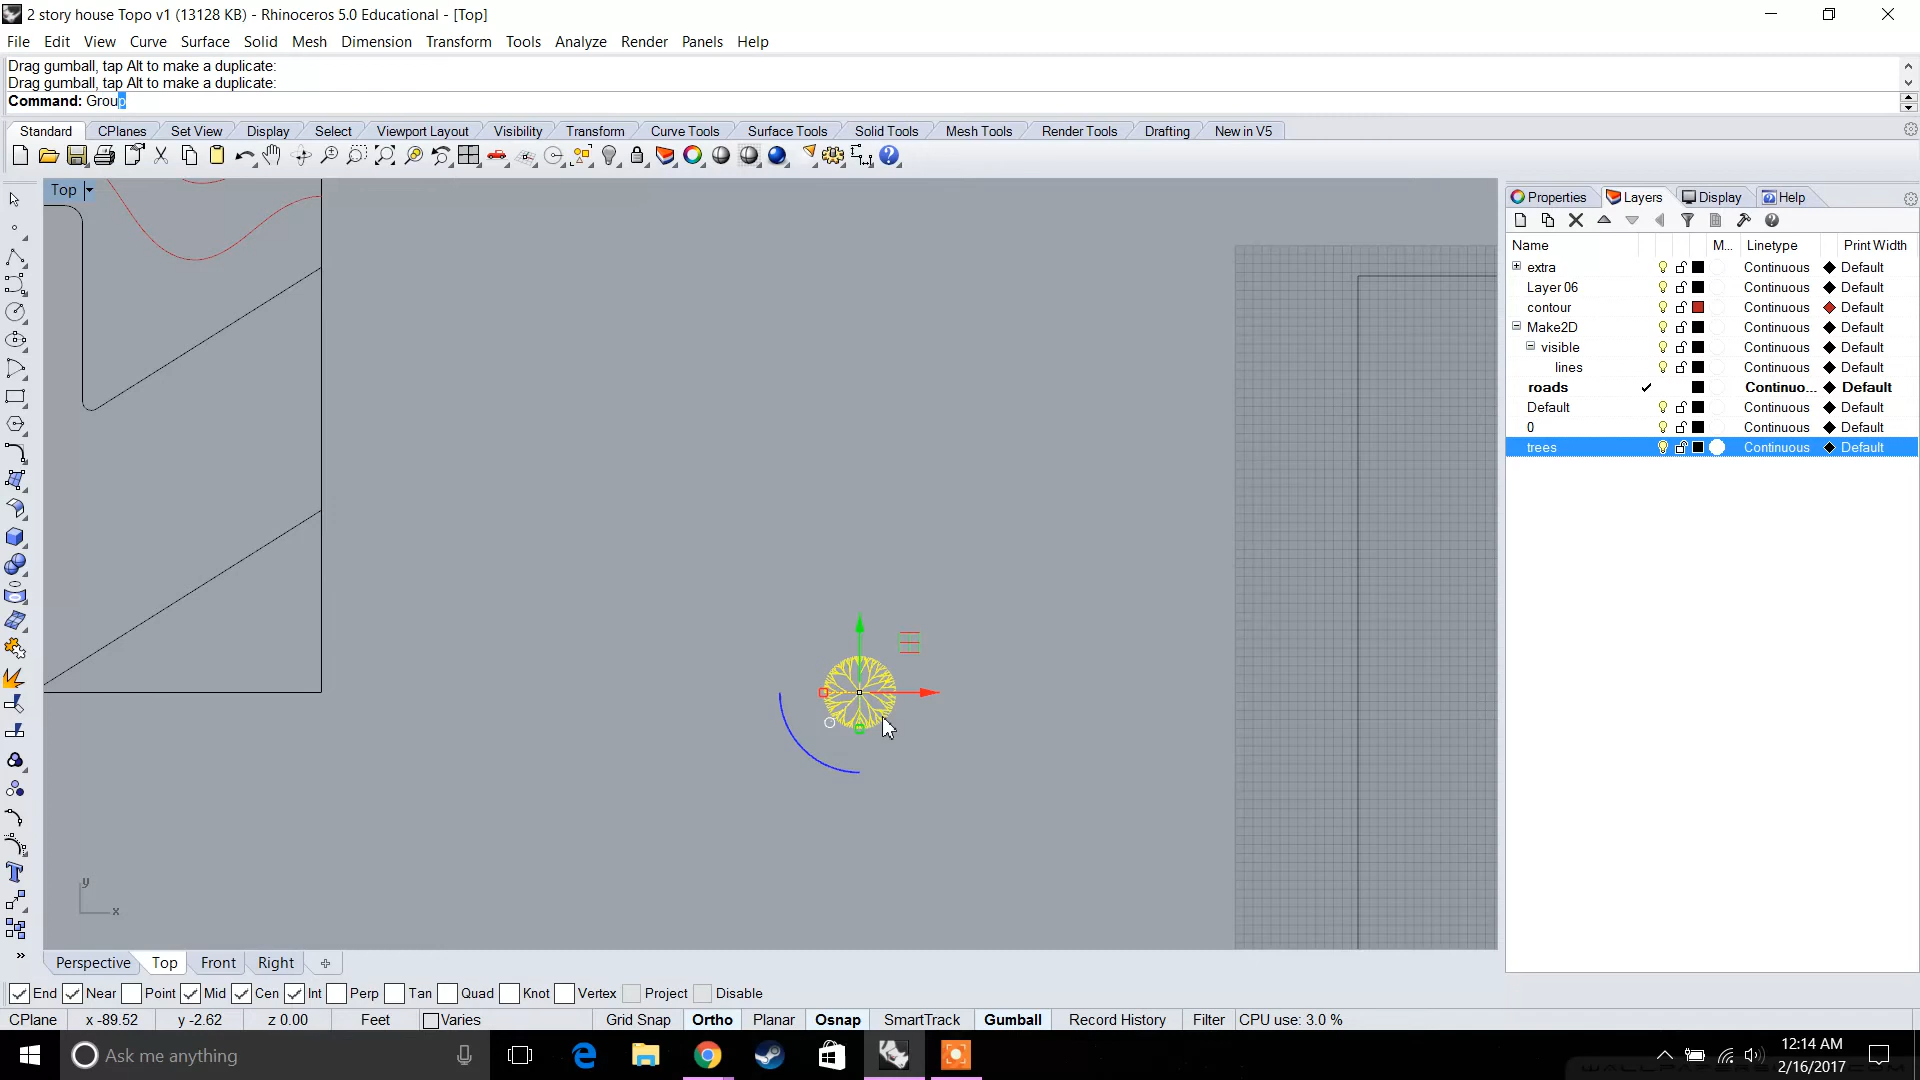 2 story house Topo v1 (13128 KB) - Rhinoceros 5.0 Educational - [Top]
File Edit View Curve Surface Solid Mesh Dimension Transform Tools Analyze Render Panels Help
Drag gumball, tap Alt to make a duplicate:
Drag gumball, tap Alt to make a duplicate:
Command: Group
Standard CPlanes Set View Display Select Viewport Layout Visibility Transform Curve Tools Surface Tools Solid Tools Mesh Tools Render Tools Drafting New in V5
Top
Properties Layers Display Help
Name M... Linetype Print Width
extra Continuous Default
Layer 06 Continuous Default
contour Continuous Default
Make2D Continuous Default
visible Continuous Default
lines Continuous Default
roads Continuo... Default
Default Continuous Default
0 Continuous Default
trees Continuous Default
y
x
Perspective Top Front Right
End Near Point Mid Cen Int Perp Tan Quad Knot Vertex Project Disable
CPlane x -89.52 y -2.62 z 0.00 Feet Varies Grid Snap Ortho Planar Osnap SmartTrack Gumball Record History Filter CPU use: 3.0 %
Ask me anything
12:14 AM
2/16/2017